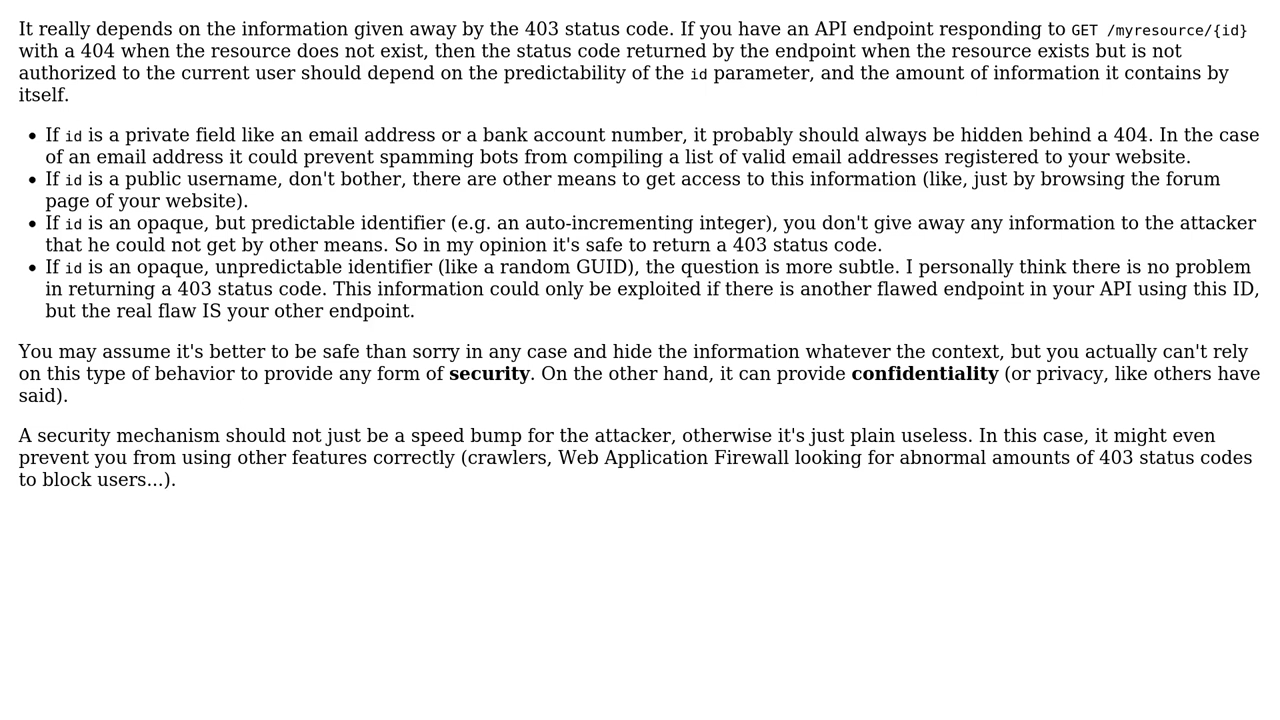 It really depends on the information given away by the 403 status code. If you have an API endpoint responding to GET /myresource/{id}
with a 404 when the resource does not exist, then the status code returned by the endpoint when the resource exists but is not
authorized to the current user should depend on the predictability of the id parameter, and the amount of information it contains by
itself.
• If id is a private field like an email address or a bank account number, it probably should always be hidden behind a 404. In the case
of an email address it could prevent spamming bots from compiling a list of valid email addresses registered to your website.
• If id is a public username, don't bother, there are other means to get access to this information (like, just by browsing the forum
page of your website).
• If id is an opaque, but predictable identifier (e.g. an auto-incrementing integer), you don't give away any information to the attacker
that he could not get by other means. So in my opinion it's safe to return a 403 status code.
• If id is an opaque, unpredictable identifier (like a random GUID), the question is more subtle. I personally think there is no problem
in returning a 403 status code. This information could only be exploited if there is another flawed endpoint in your API using this ID,
but the real flaw IS your other endpoint.
You may assume it's better to be safe than sorry in any case and hide the information whatever the context, but you actually can't rely
on this type of behavior to provide any form of security. On the other hand, it can provide confidentiality (or privacy, like others have
said).
A security mechanism should not just be a speed bump for the attacker, otherwise it's just plain useless. In this case, it might even
prevent you from using other features correctly (crawlers, Web Application Firewall looking for abnormal amounts of 403 status codes
to block users...).